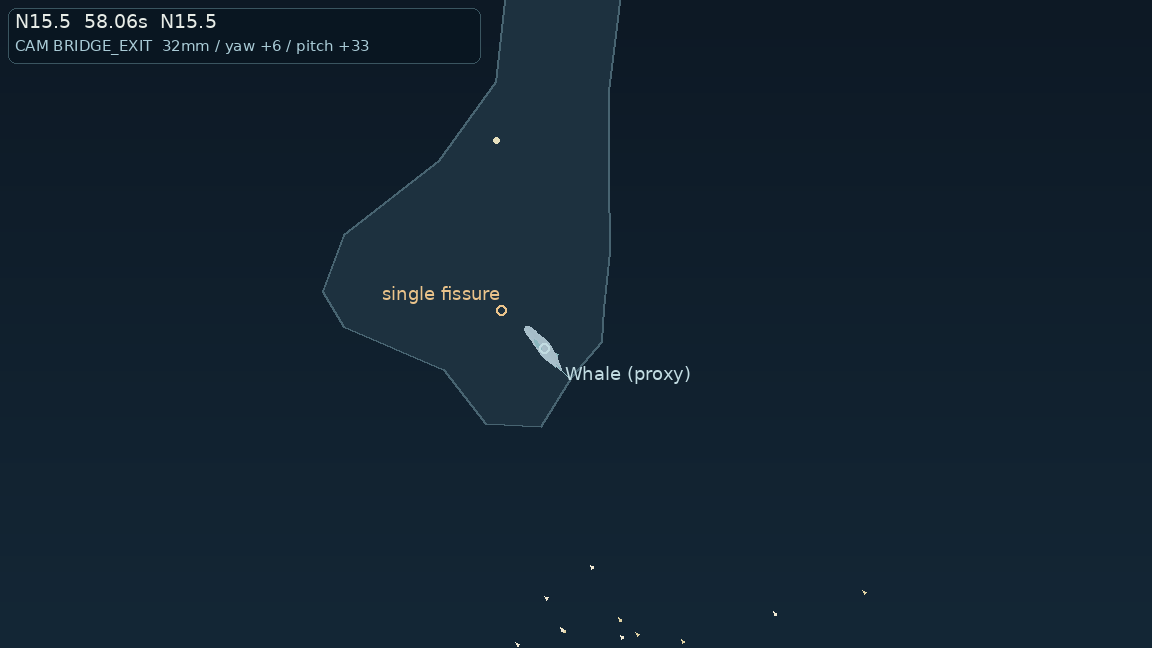 N15.5  58.06s  N15.5
CAM BRIDGE_EXIT  32mm / yaw +6 / pitch +33
single fissure
Whale (proxy)